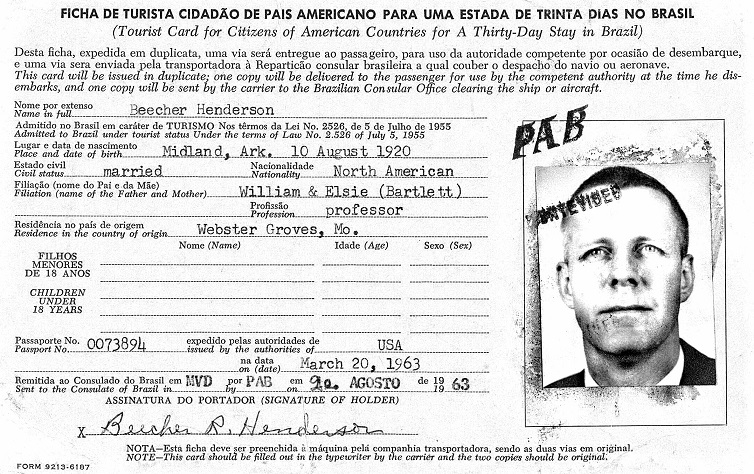 FICHA DE TURISTA CIDADÃO DE PAIS AMERICANO PARA UMA ESTADA DE TRINTA DIAS NO BRASIL
(Tourist Card for Citizens of American Countries for A Thirty-Day Stay in Brazil)
Desta ficha, expedida em duplicata, uma via será entregue ao passageiro, para uso da autoridade competente por ocasião de desembarque,
e uma via será enviada pela transportadora à Repartição consular brasileira a qual couber o despacho do navio ou aeronave.
This card will be issued in duplicate; one copy will be delivered to the passenger for use by the competent authority at the time he dis-
embarks, and one copy will be sent by the carrier to the Brazilian Consular Office clearing the ship or aircraft.
Nome por extenso
Name in full Beecher Henderson
Admitido no Brasil em caráter de TURISMO Nos têrmos da Lei No. 2526, de 5 de Julho de 1955
Admitted to Brazil under tourist status Under the terms of Law No. 2.526 of July 5, 1955
Lugar e data de nascimento
Place and date of birth Midland, Ark. 10 August 1920
Estado civil Nacionalidade
Civil status married Nationality North American
Filiação (nome do Pai e da Mãe)
Filiation (name of the Father and Mother) William & Elsie (Bartlett)
Profissão
Profession professor
Residência no país de origem
Residence in the country of origin Webster Groves, Mo.
Nome (Name) Idade (Age) Sexo (Sex)
FILHOS
MENORES
DE 18 ANOS
CHILDREN
UNDER
18 YEARS
Passaporte No. expedido pelas autoridades de
Passport No. 0073894 issued by the authorities of USA
na data
on (date) March 20, 1963
Remitida ao Consulado do Brasil em MVD por PAB em AGOSTO de 19 63
Sent to the Consulate of Brazil in by on 19
ASSINATURA DO PORTADOR (SIGNATURE OF HOLDER)
X Beecher R. Henderson
NOTA—Esta ficha deve ser preenchida à máquina pela companhia transportadora, sendo as duas vias em original.
NOTE—This card should be filled out in the typewriter by the carrier and the two copies should be original.
FORM 9213-6187
PAB
MONTEVIDEO